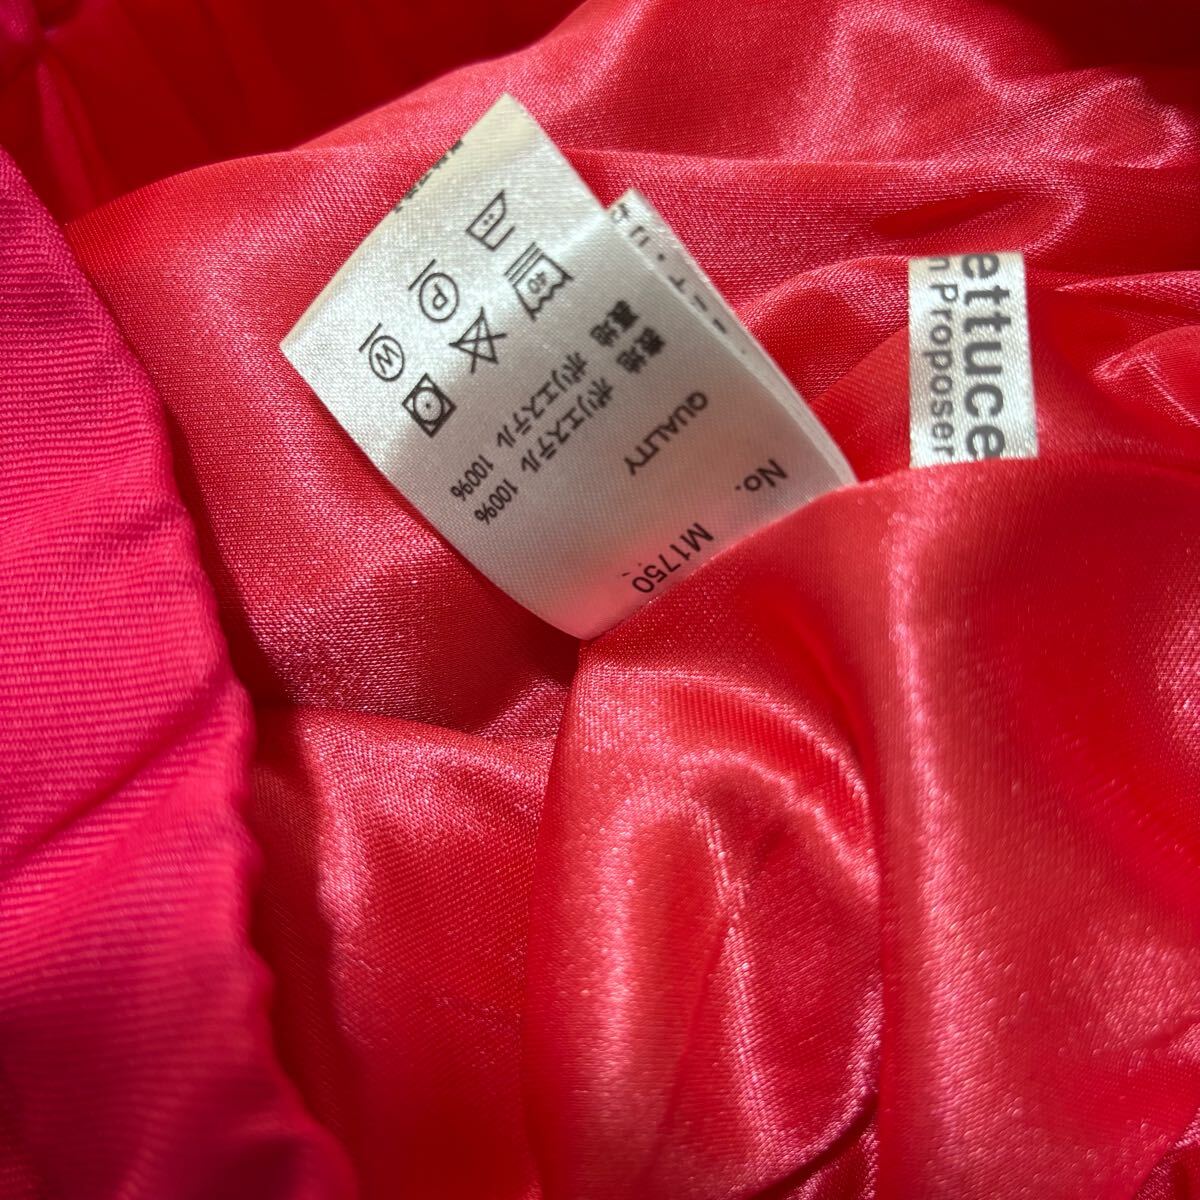 No. M1750
QUALITY
表地 ポリエステル 100%
裏地 ポリエステル 100%
40
P
W
ettuce
n Proposer